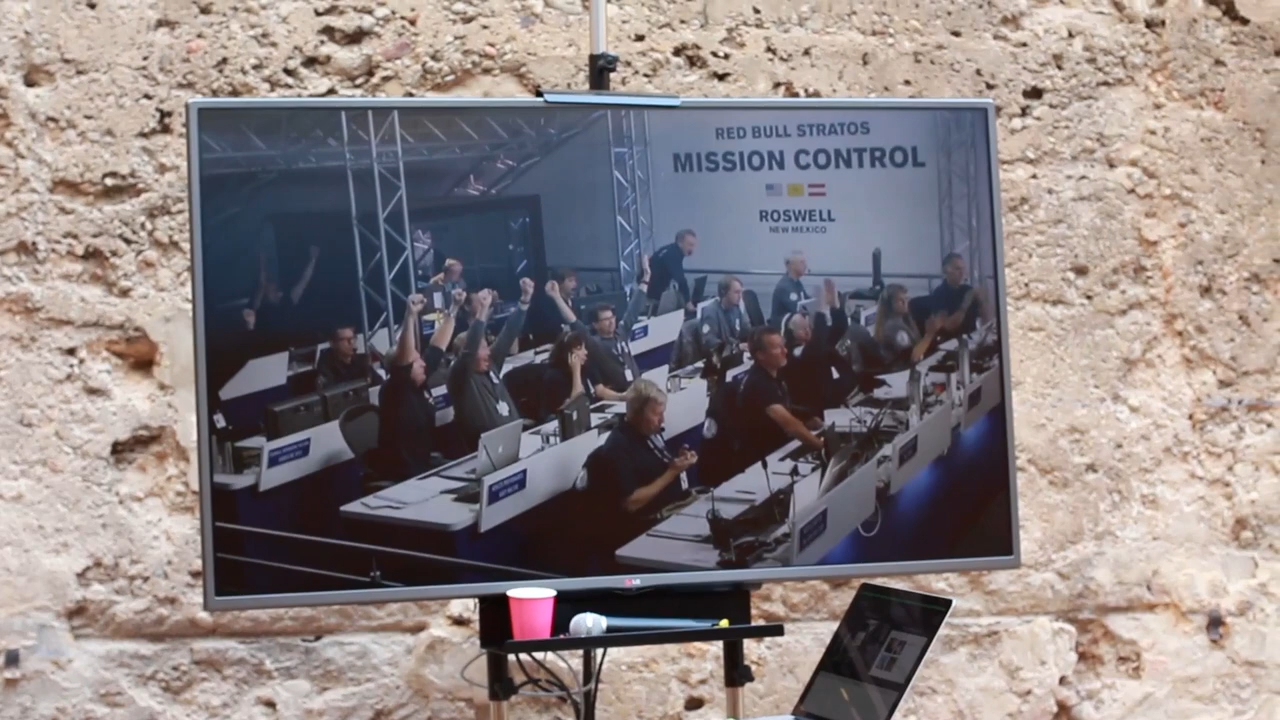 RED BULL STRATOS
MISSION CONTROL
ROSWELL
NEW MEXICO
LG